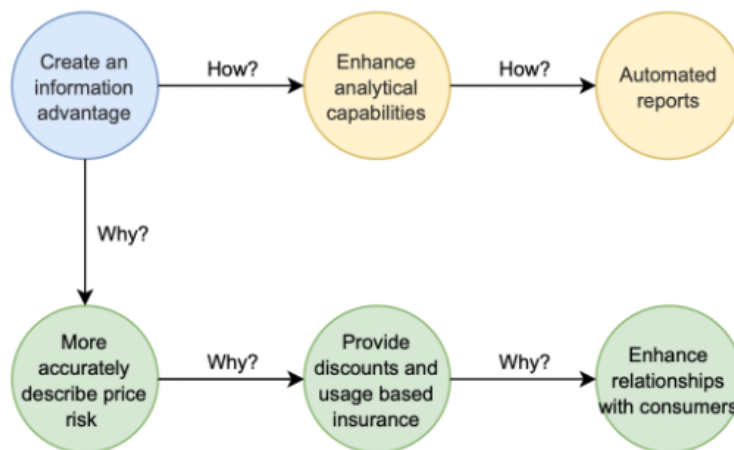 Create an
information
advantage
How?
Enhance
analytical
capabilities
How?
Automated
reports
Why?
More
accurately
describe price
risk
Why?
Provide
discounts and
usage based
insurance
Why?
Enhance
relationships
with consumers